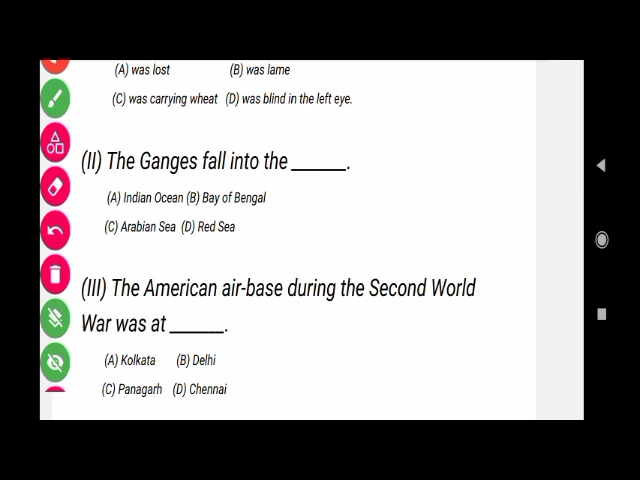 (A) was lost (B) was lame
(C) was carrying wheat (D) was blind in the left eye.
(II) The Ganges fall into the ______.
(A) Indian Ocean (B) Bay of Bengal
(C) Arabian Sea (D) Red Sea
(III) The American air-base during the Second World
War was at ______.
(A) Kolkata (B) Delhi
(C) Panagarh (D) Chennai